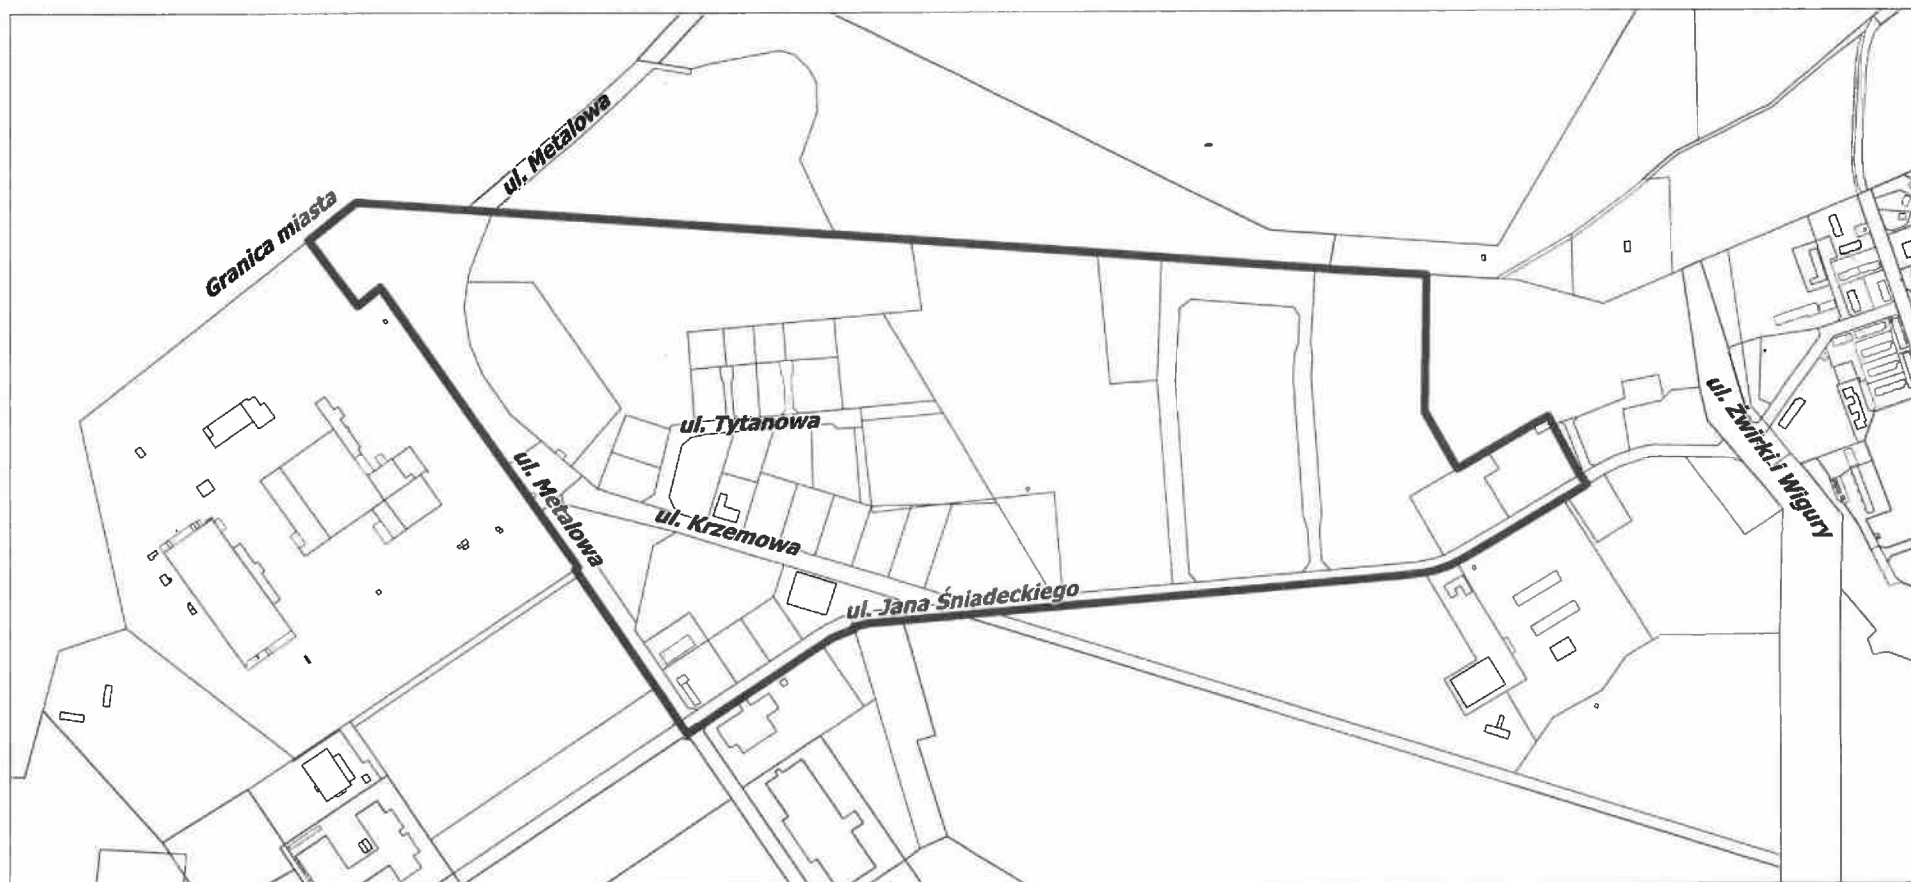 ul. Metalowa
Granica miasta
ul. Tytanowa
ul. Żwirki i Wigury
ul. Metalowa
ul. Krzemowa
ul. Jana Śniadeckiego